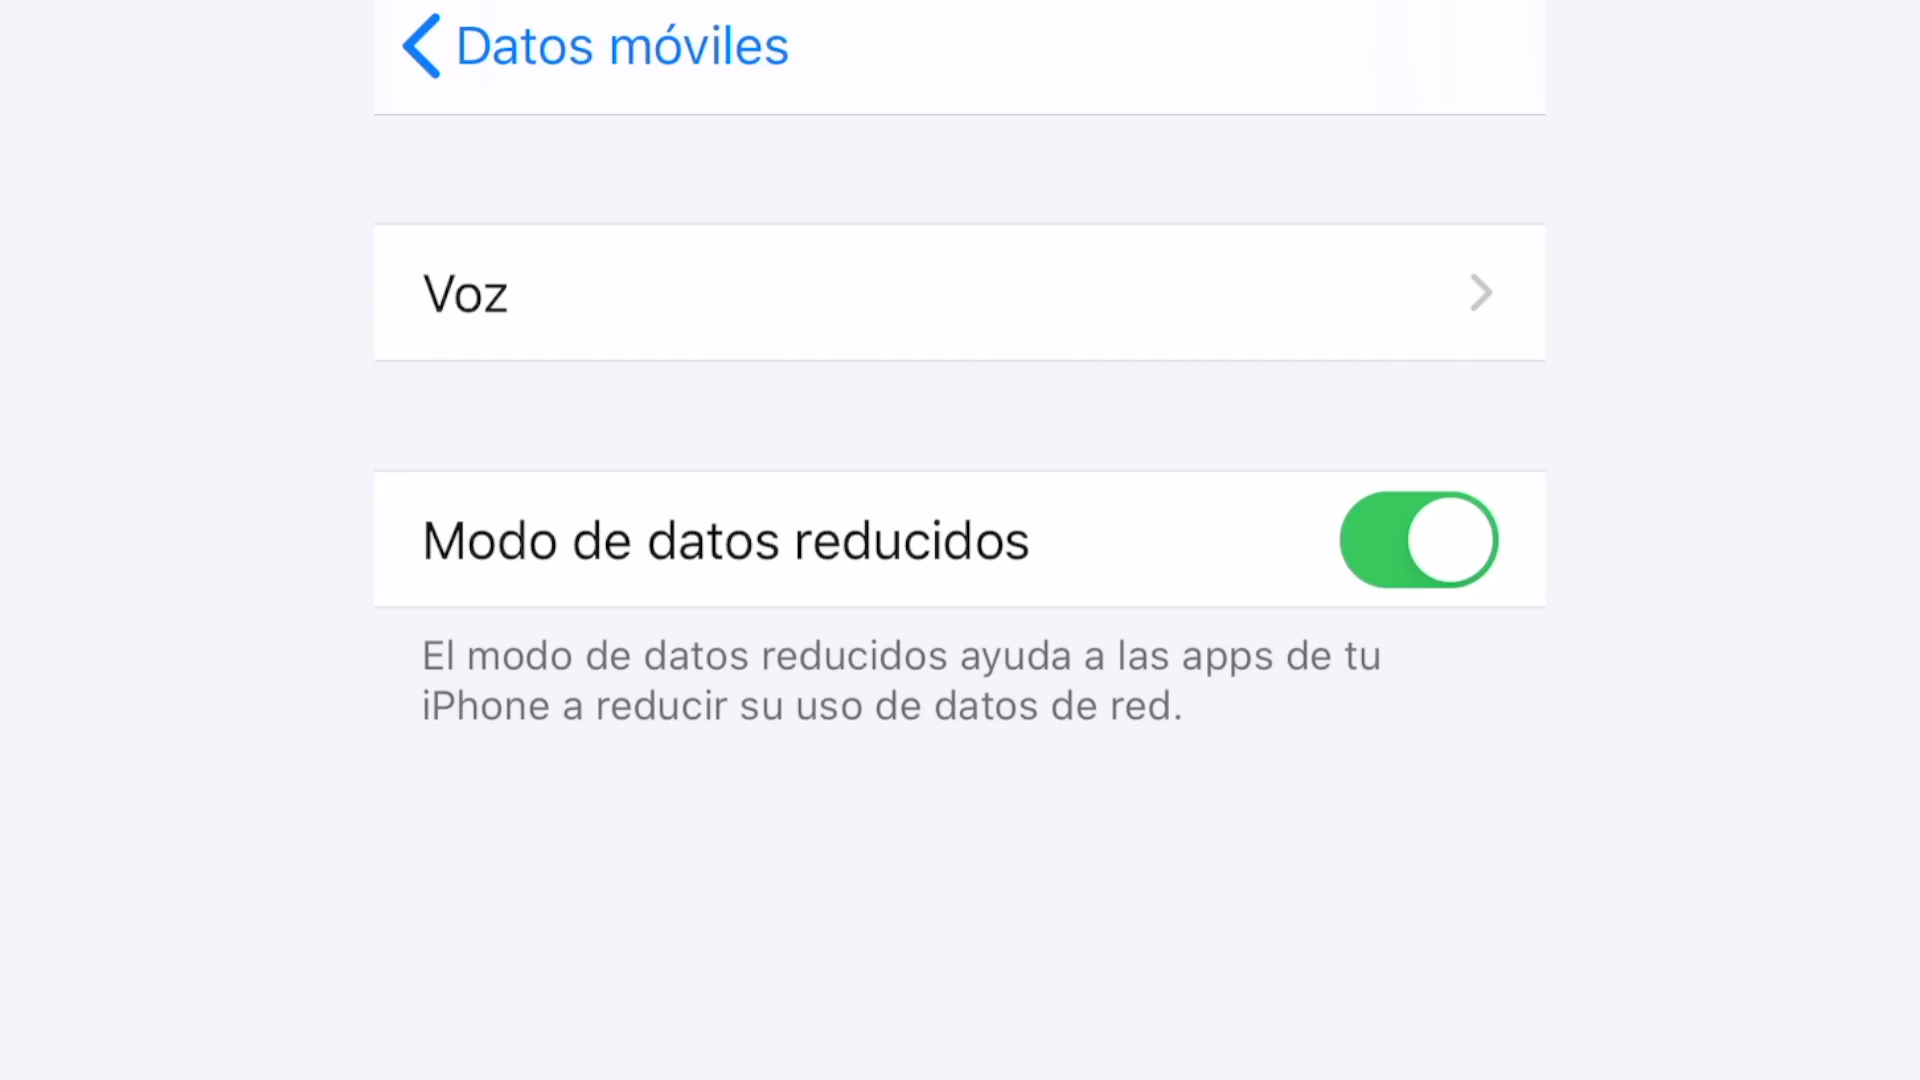 Datos móviles
Voz
Modo de datos reducidos
El modo de datos reducidos ayuda a las apps de tu
iPhone a reducir su uso de datos de red.